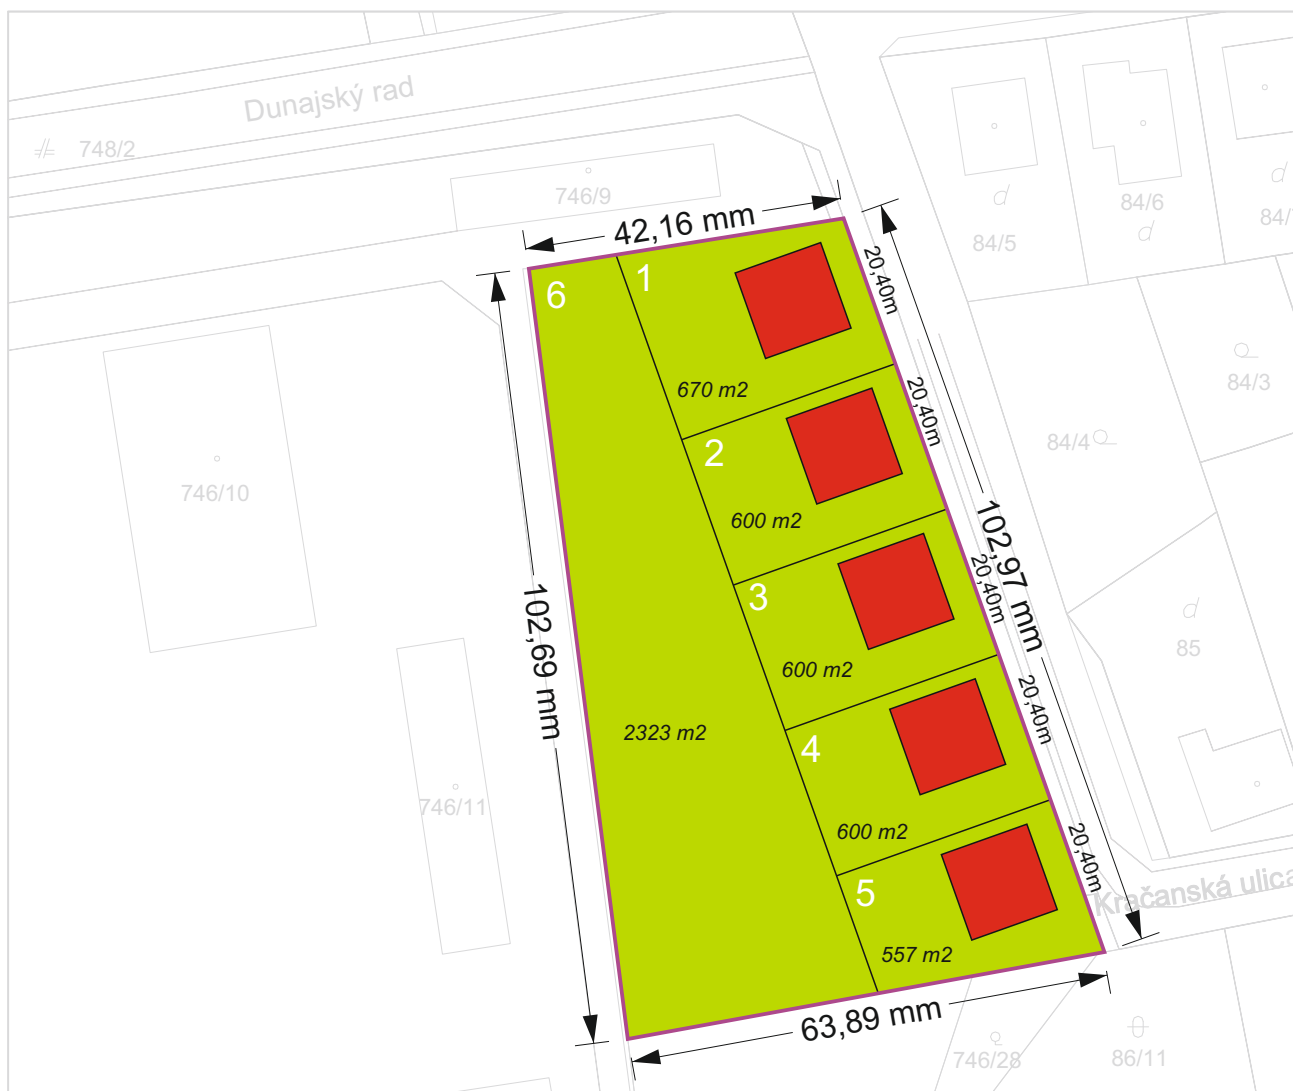 Dunajský rad
748/2
746/9
84/6
84/5
84/
42,16 mm
20,40m
6
1
670 m2
84/3
20,40m
84/4
2
746/10
600 m2
102,97 mm
20,40m
3
102,69 mm
600 m2
85
20,40m
2323 m2
4
746/11
600 m2
20,40m
5
Kračanská ulica
557 m2
63,89 mm
746/28
86/11